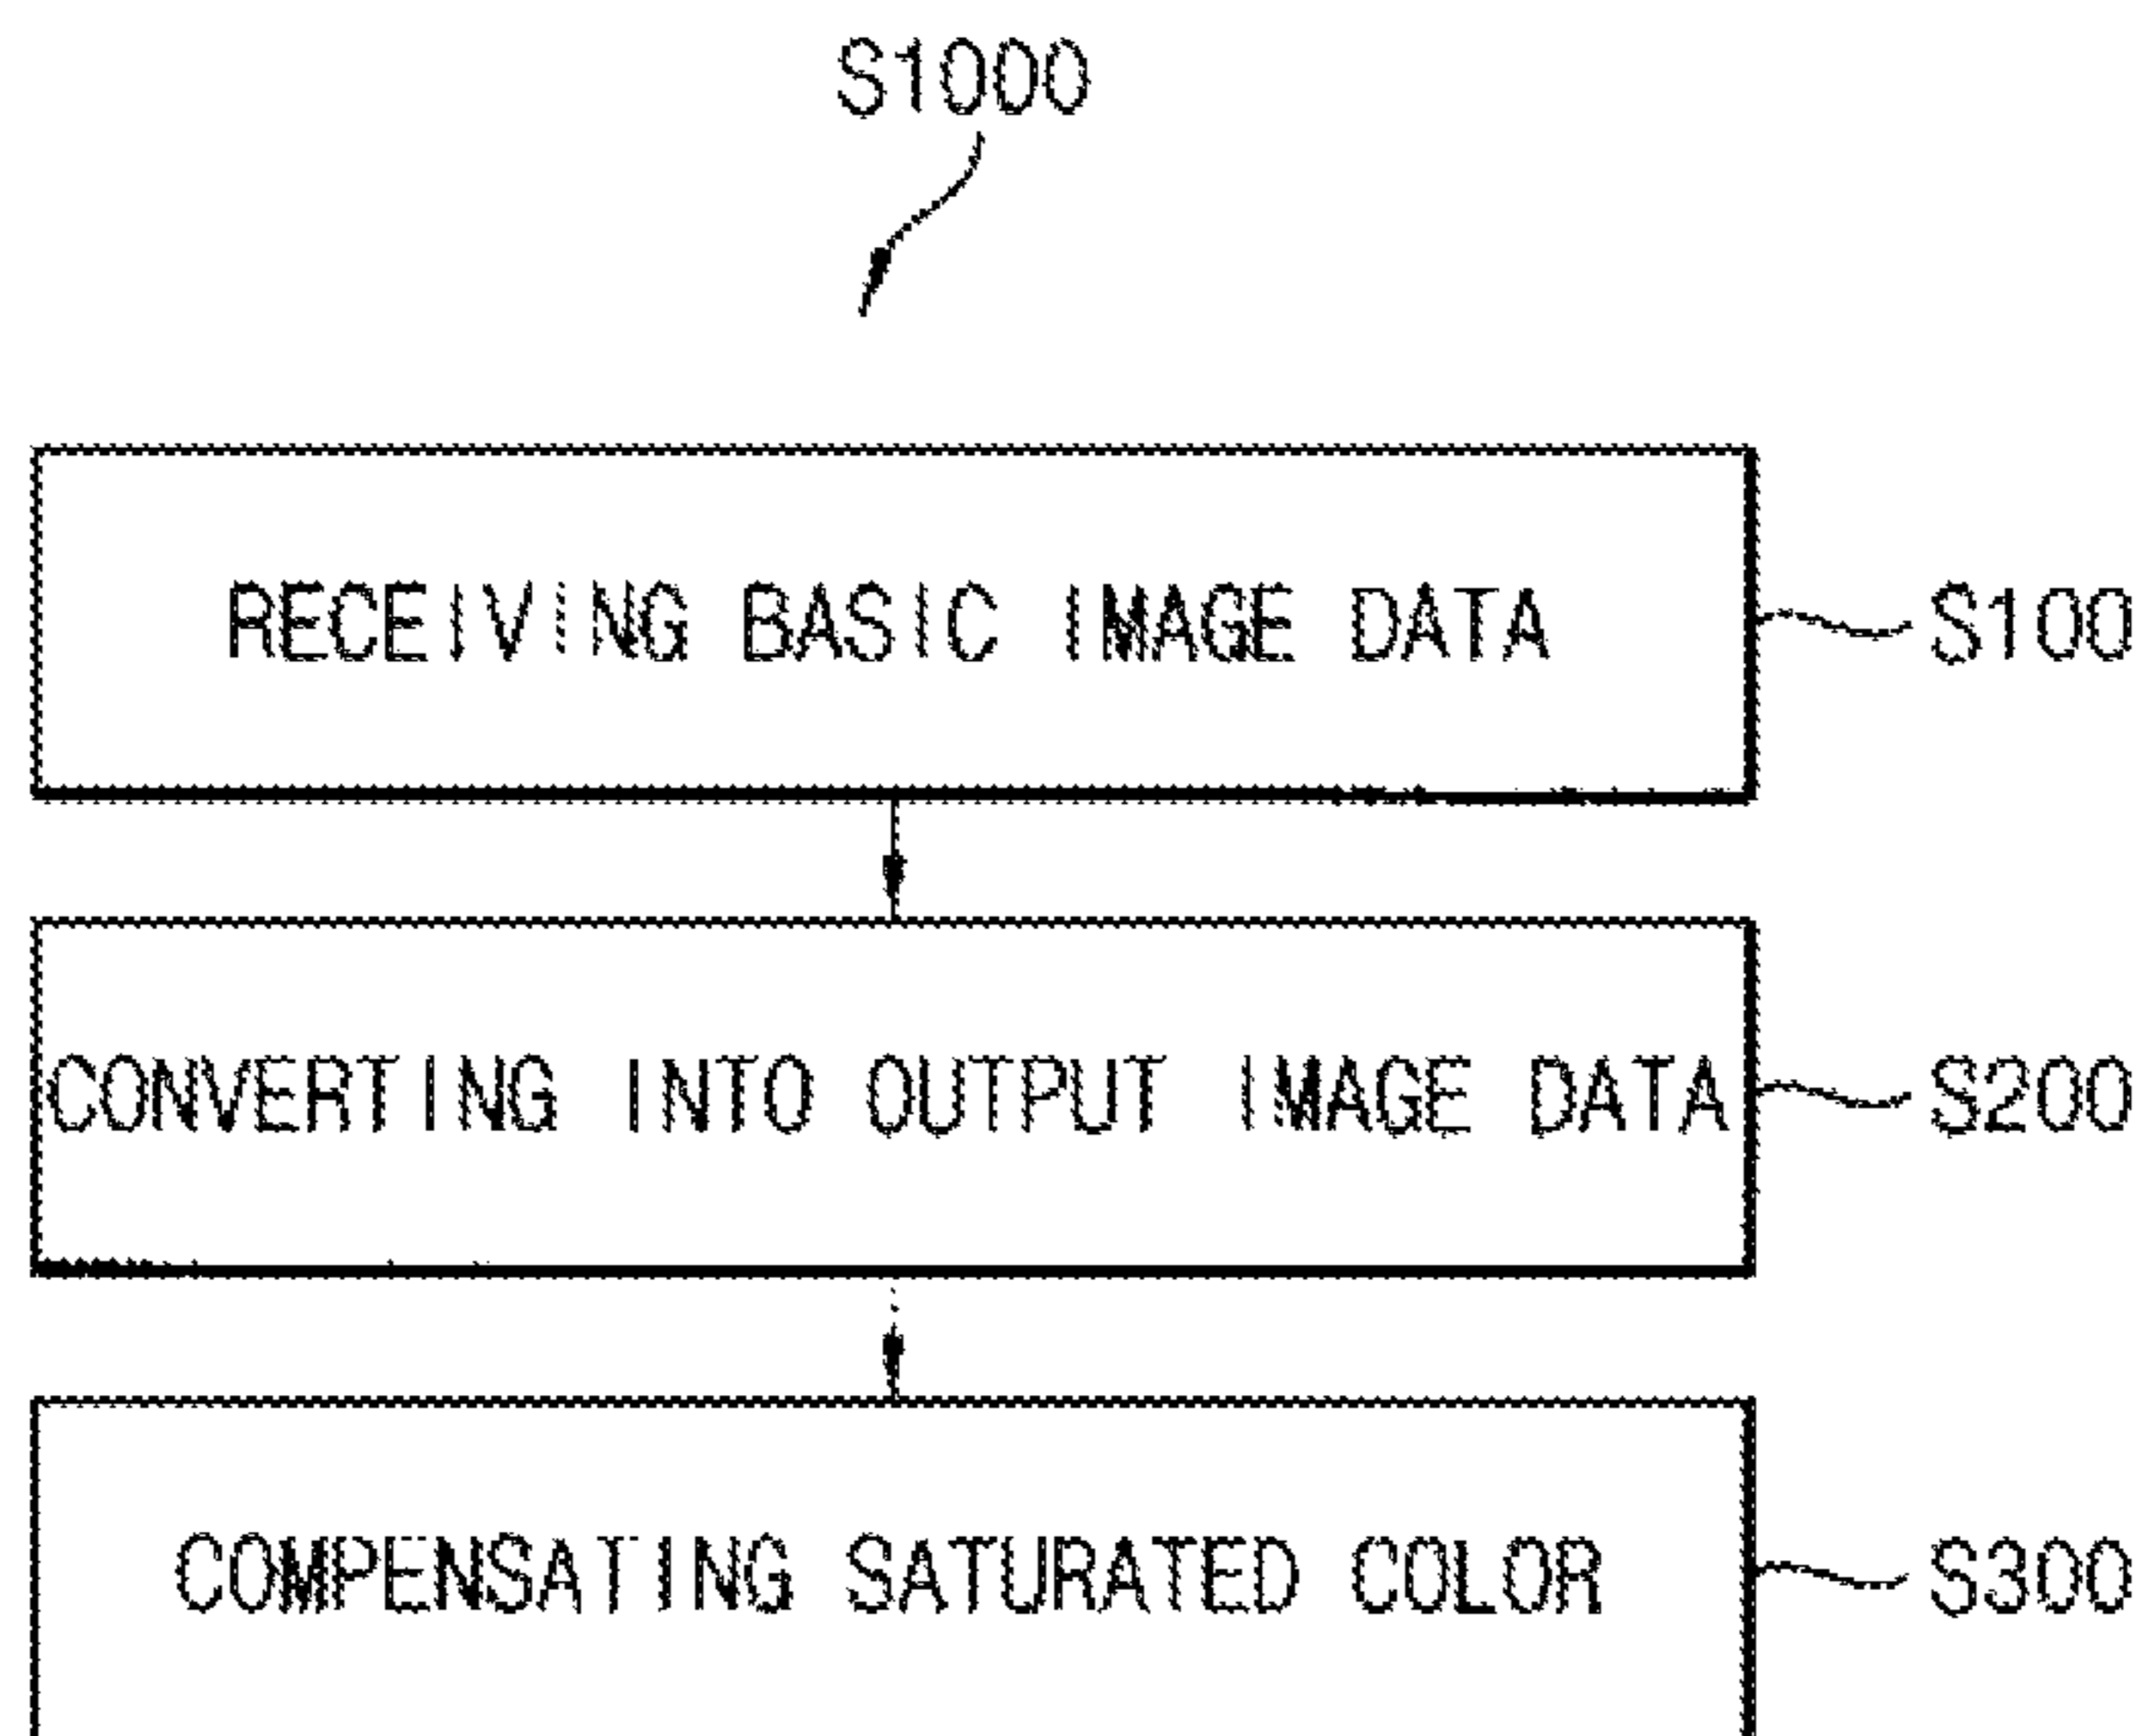 S1000
RECEIVING BASIC IMAGE DATA
S100
CONVERTING INTO OUTPUT IMAGE DATA
S200
COMPENSATING SATURATED COLOR
S300